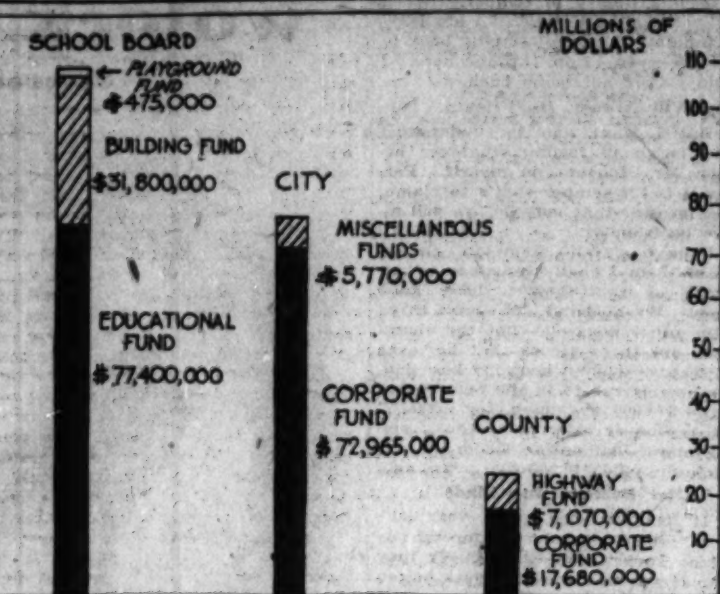 SCHOOL BOARD
PLAYGROUND
FUND
$475,000
BUILDING FUND
$31,800,000
EDUCATIONAL
FUND
$77,400,000
CITY
MISCELLANEOUS
FUNDS
$5,770,000
CORPORATE
FUND
$72,965,000
COUNTY
HIGHWAY
FUND
$7,070,000
CORPORATE
FUND
$17,680,000
MILLIONS OF
DOLLARS
110
100
90
80
70
60
50
40
30
20
10